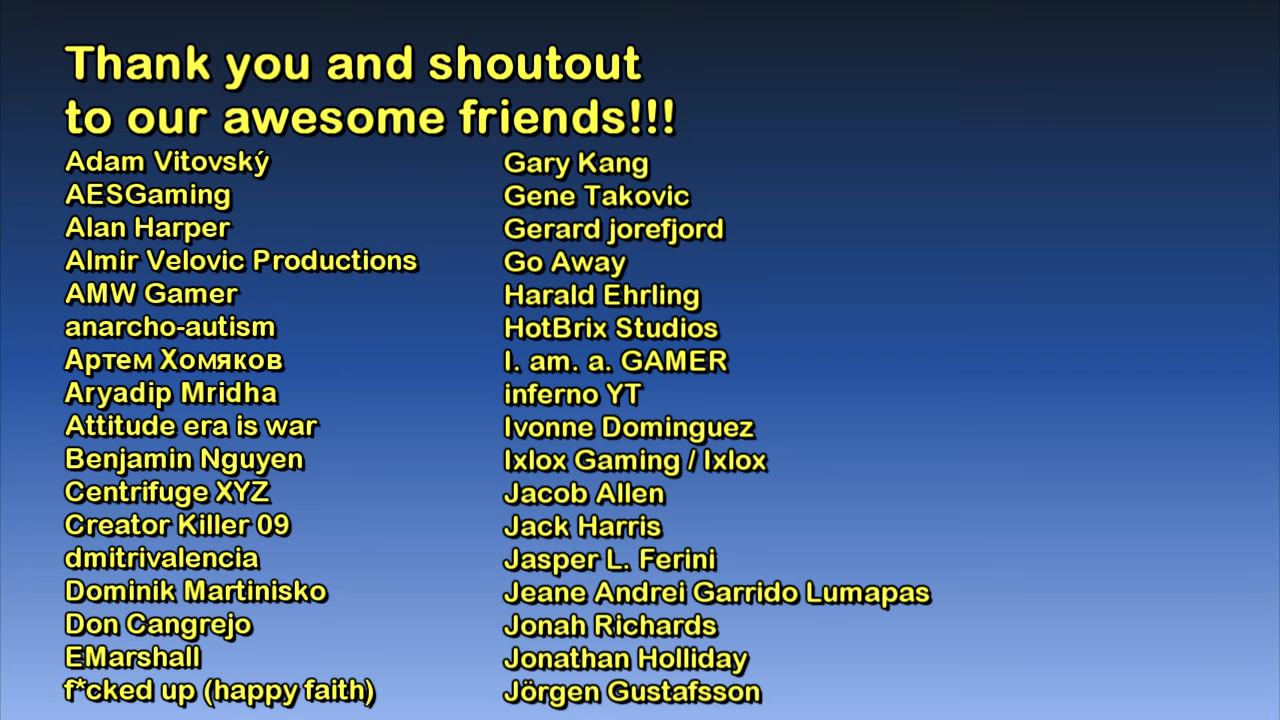 Thank you and shoutout
to our awesome friends!!!
Adam Vitovský
AESGaming
Alan Harper
Almir Velovic Productions
AMW Gamer
anarcho-autism
Артем Хомяков
Aryadip Mridha
Attitude era is war
Benjamin Nguyen
Centrifuge XYZ
Creator Killer 09
dmitrivalencia
Dominik Martinisko
Don Cangrejo
EMarshall
f*cked up (happy faith)
Gary Kang
Gene Takovic
Gerard jorefjord
Go Away
Harald Ehrling
HotBrix Studios
I. am. a. GAMER
inferno YT
Ivonne Dominguez
Ixlox Gaming / Ixlox
Jacob Allen
Jack Harris
Jasper L. Ferini
Jeane Andrei Garrido Lumapas
Jonah Richards
Jonathan Holliday
Jörgen Gustafsson